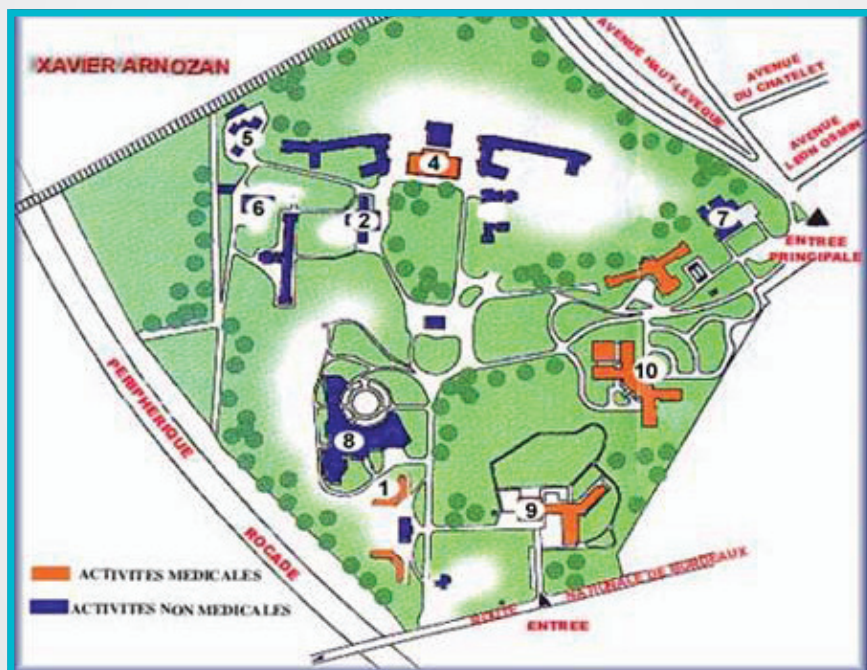 XAVIER ARNOZAN
AVENUE HAUT-LEVEQUE
AVENUE
DU CHATELET
AVENUE
LEON OSMIN
5
4
6
2
7
ENTREE
PRINCIPALE
10
PERIPHERIQUE
8
1
9
ROCADE
ACTIVITES MEDICALES
ACTIVITES NON MEDICALES
NATIONALE DE BORDEAUX
ENTREE